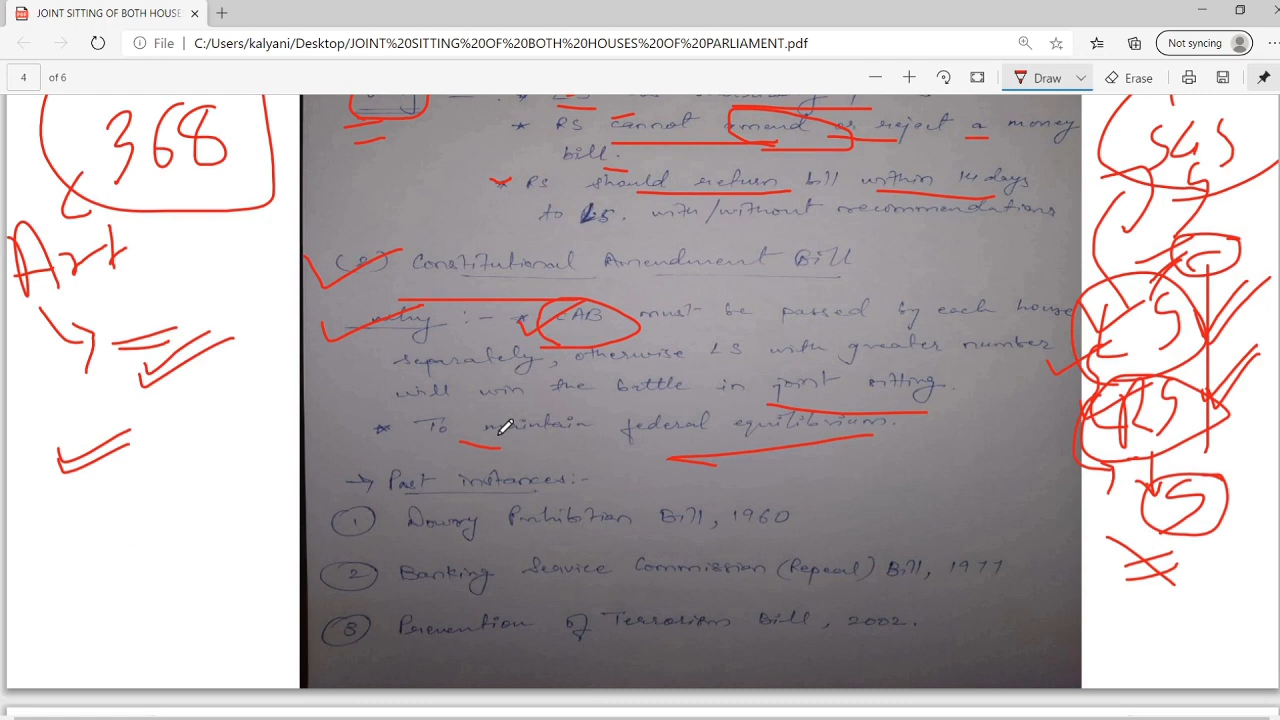 JOINT SITTING OF BOTH HOUSE
File
C:/Users/kalyani/Desktop/JOINT%20SITTING%20OF%20BOTH%20HOUSES%20OF%20PARLIAMENT.pdf
Not syncing
4 of 6
Draw
Erase
368
Art
545
* RS cannot amend or reject a money
bill.
RS should return bill within 14 days
to LS. with/without recommendations
(2) Constitutional Amendment Bill
why :- * CAB must be passed by each house
separately, otherwise LS with greater number
will win the battle in joint sitting.
* To maintain federal equilibrium.
LS
RS
→ Past instances:-
① Dowry Prohibition Bill, 1960
② Banking Service Commission (Repeal) Bill, 1977
③ Prevention of Terrorism Bill, 2002.